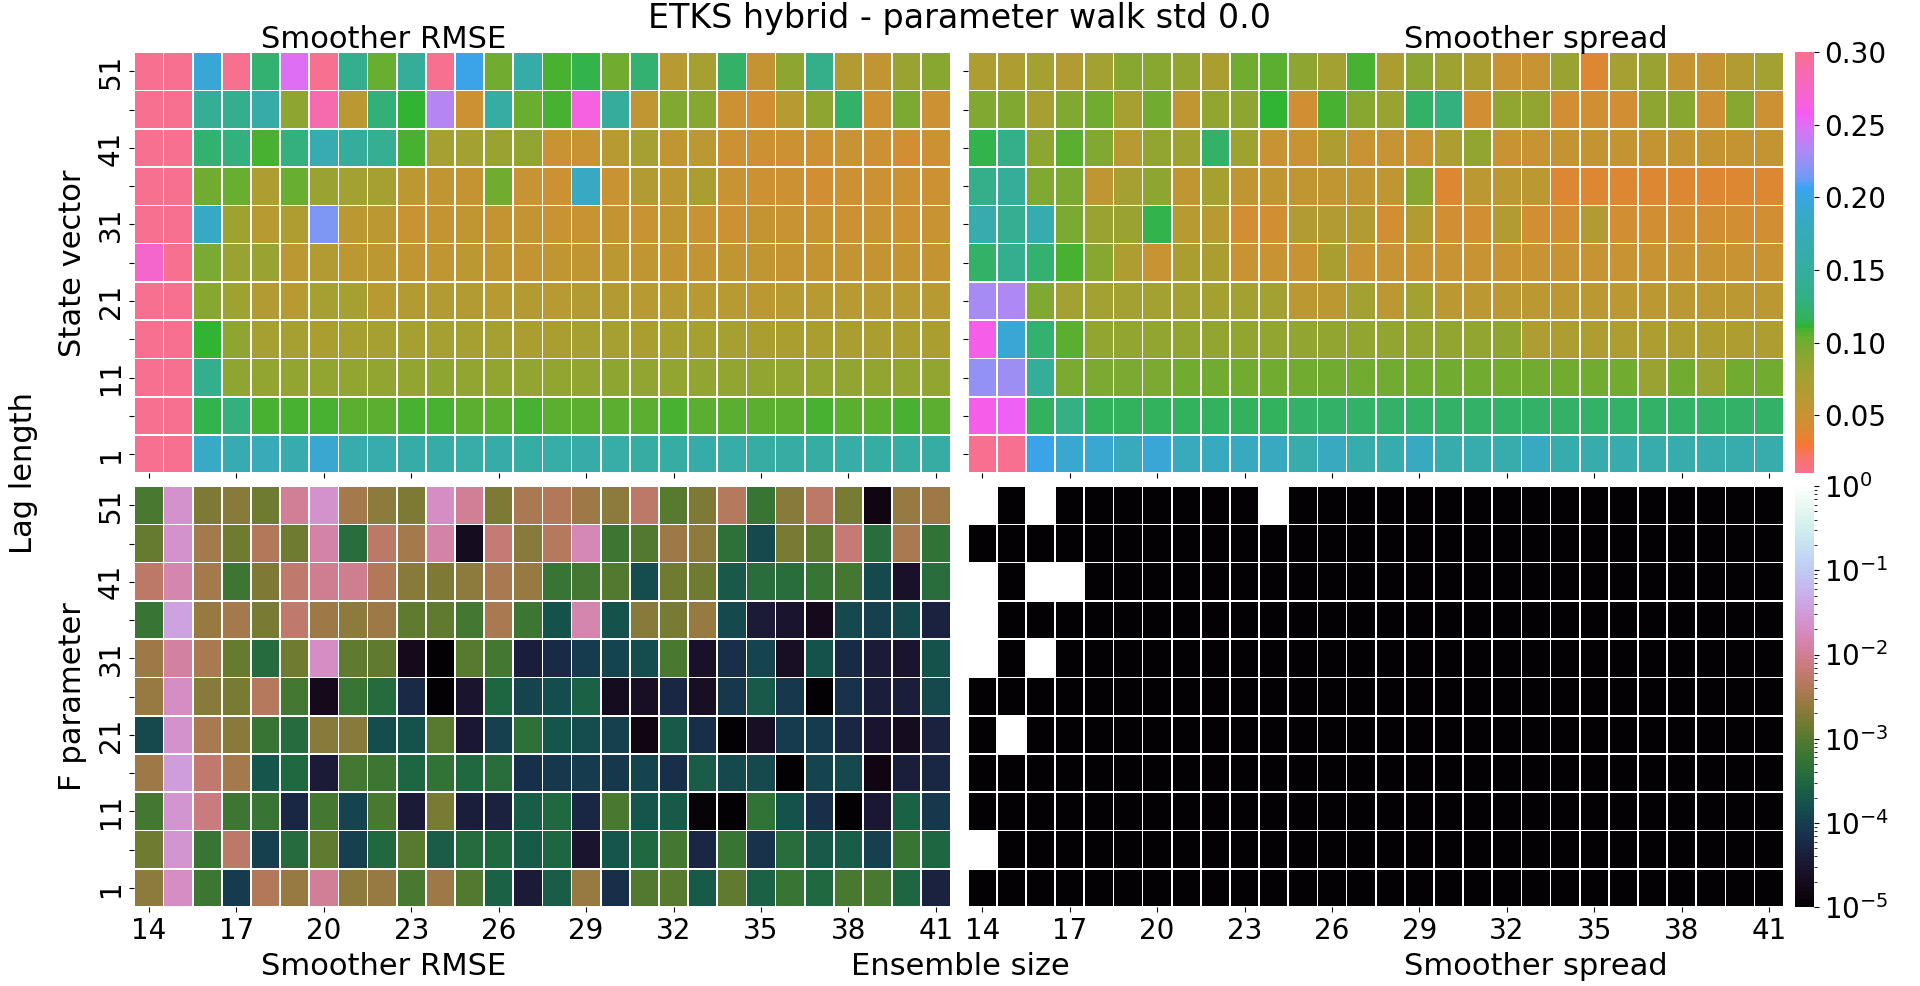 ETKS hybrid - parameter walk std 0.0
Smoother RMSE
Smoother spread
Lag length
State vector
51
41
31
21
11
1
0.30
0.25
0.20
0.15
0.10
0.05
F parameter
51
41
31
21
11
1
10⁰
10⁻¹
10⁻²
10⁻³
10⁻⁴
10⁻⁵
14 17 20 23 26 29 32 35 38 41
14 17 20 23 26 29 32 35 38 41
Smoother RMSE
Ensemble size
Smoother spread